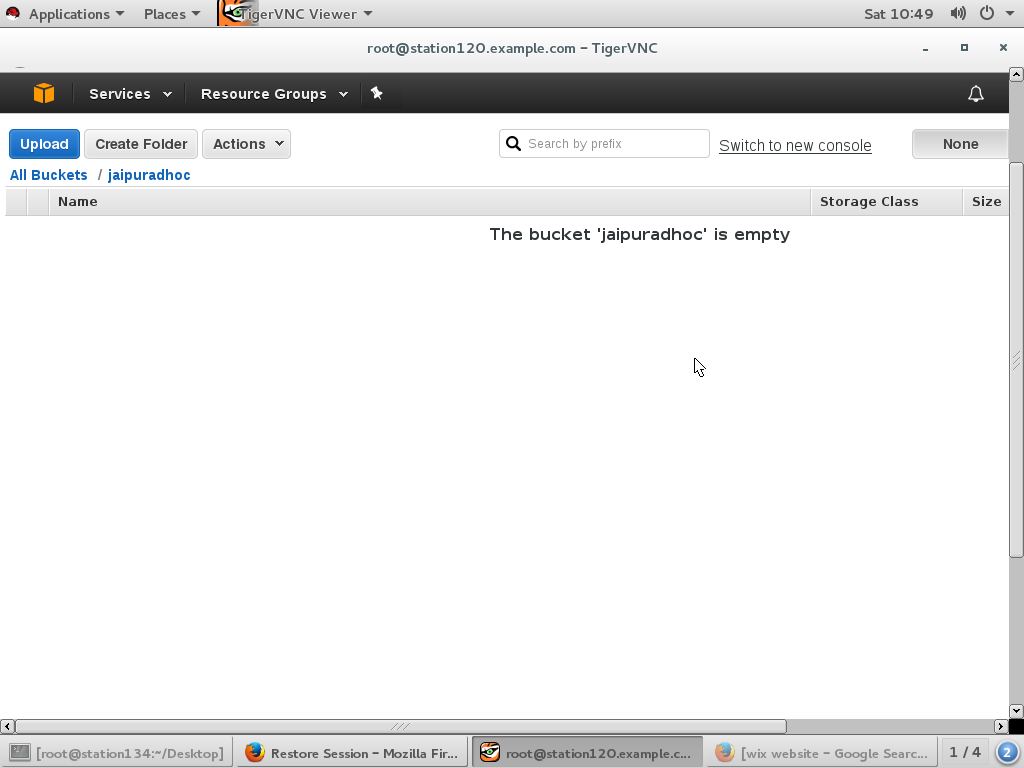 Applications Places TigerVNC Viewer Sat 10:49
root@station120.example.com - TigerVNC
Services Resource Groups
Upload Create Folder Actions Search by prefix Switch to new console None
All Buckets / jaipuradhoc
Name Storage Class Size
The bucket 'jaipuradhoc' is empty
[root@station134:~/Desktop] Restore Session - Mozilla Fir... root@station120.example.c... [wix website - Google Searc... 1 / 4 2